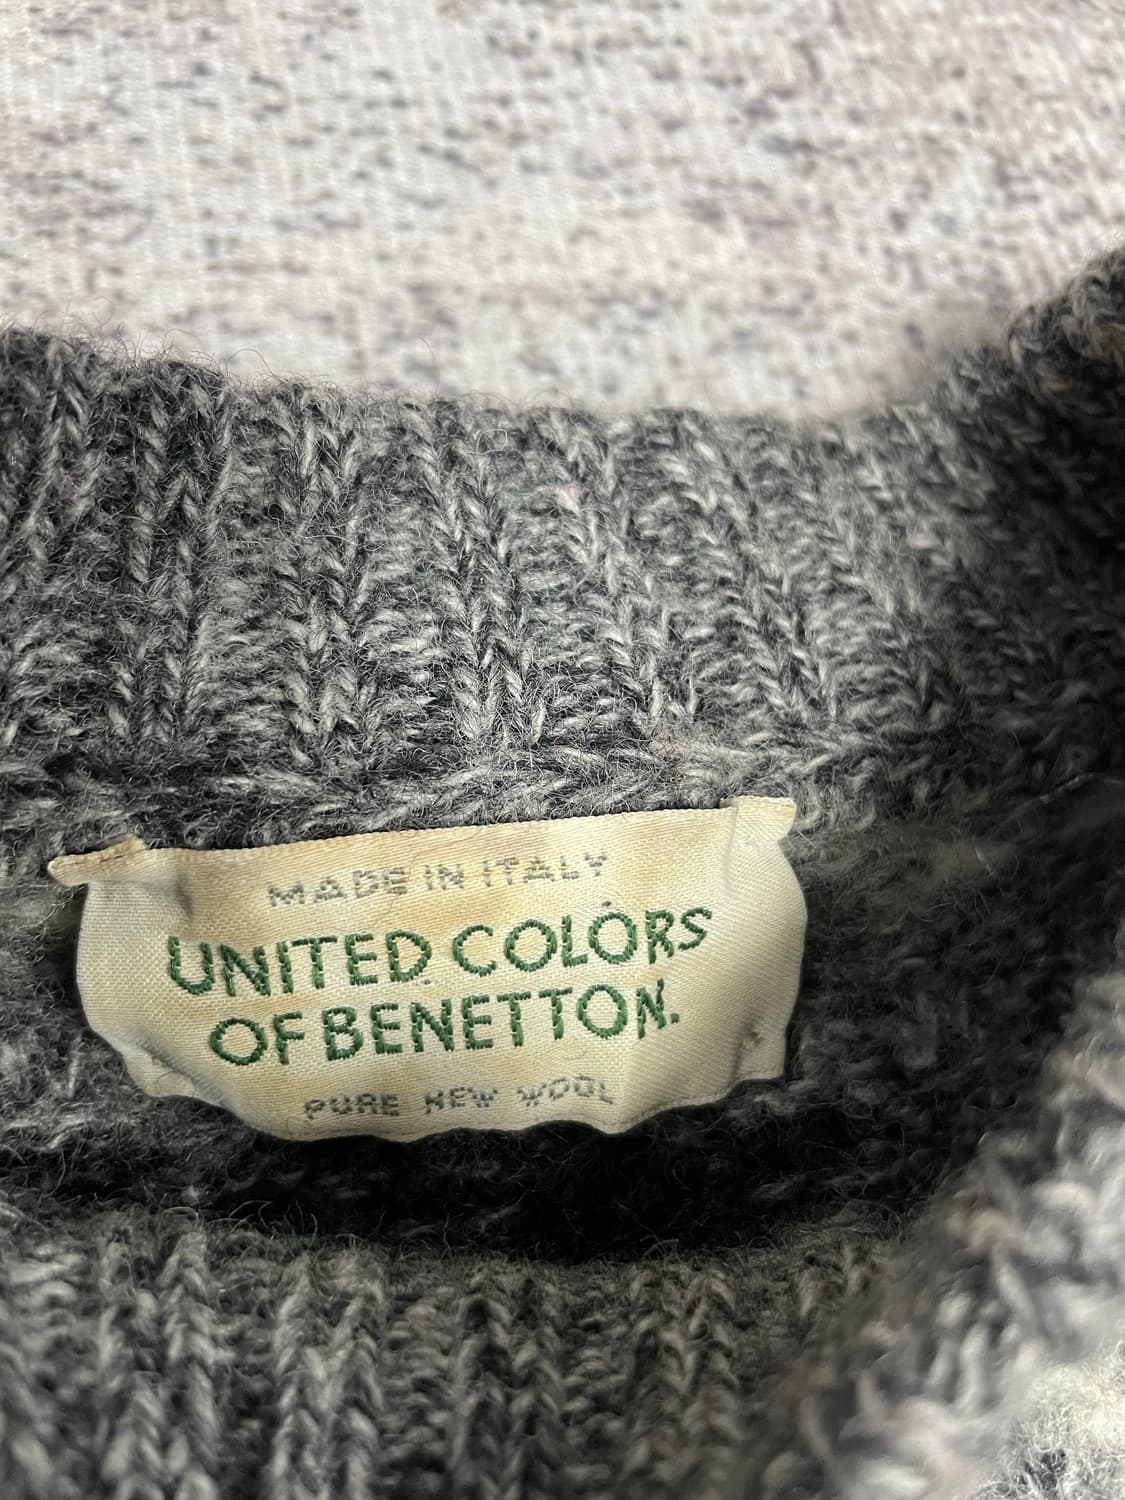 MADE IN ITALY
UNITED COLORS
OF BENETTON.
PURE NEW WOOL